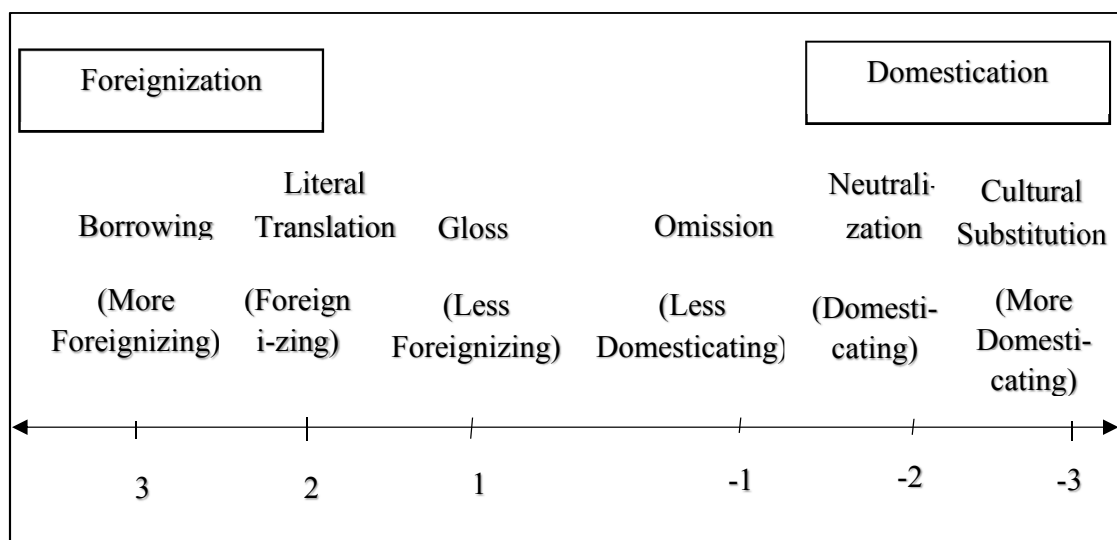 Foreignization
Domestication
Literal
Translation
Borrowing
Gloss
Omission
Neutrali-
zation
Cultural
Substitution
(More
Foreignizing)
(Foreign
i-zing)
(Less
Foreignizing)
(Less
Domesticating)
(Domesti-
cating)
(More
Domesti-
cating)
3
2
1
-1
-2
-3